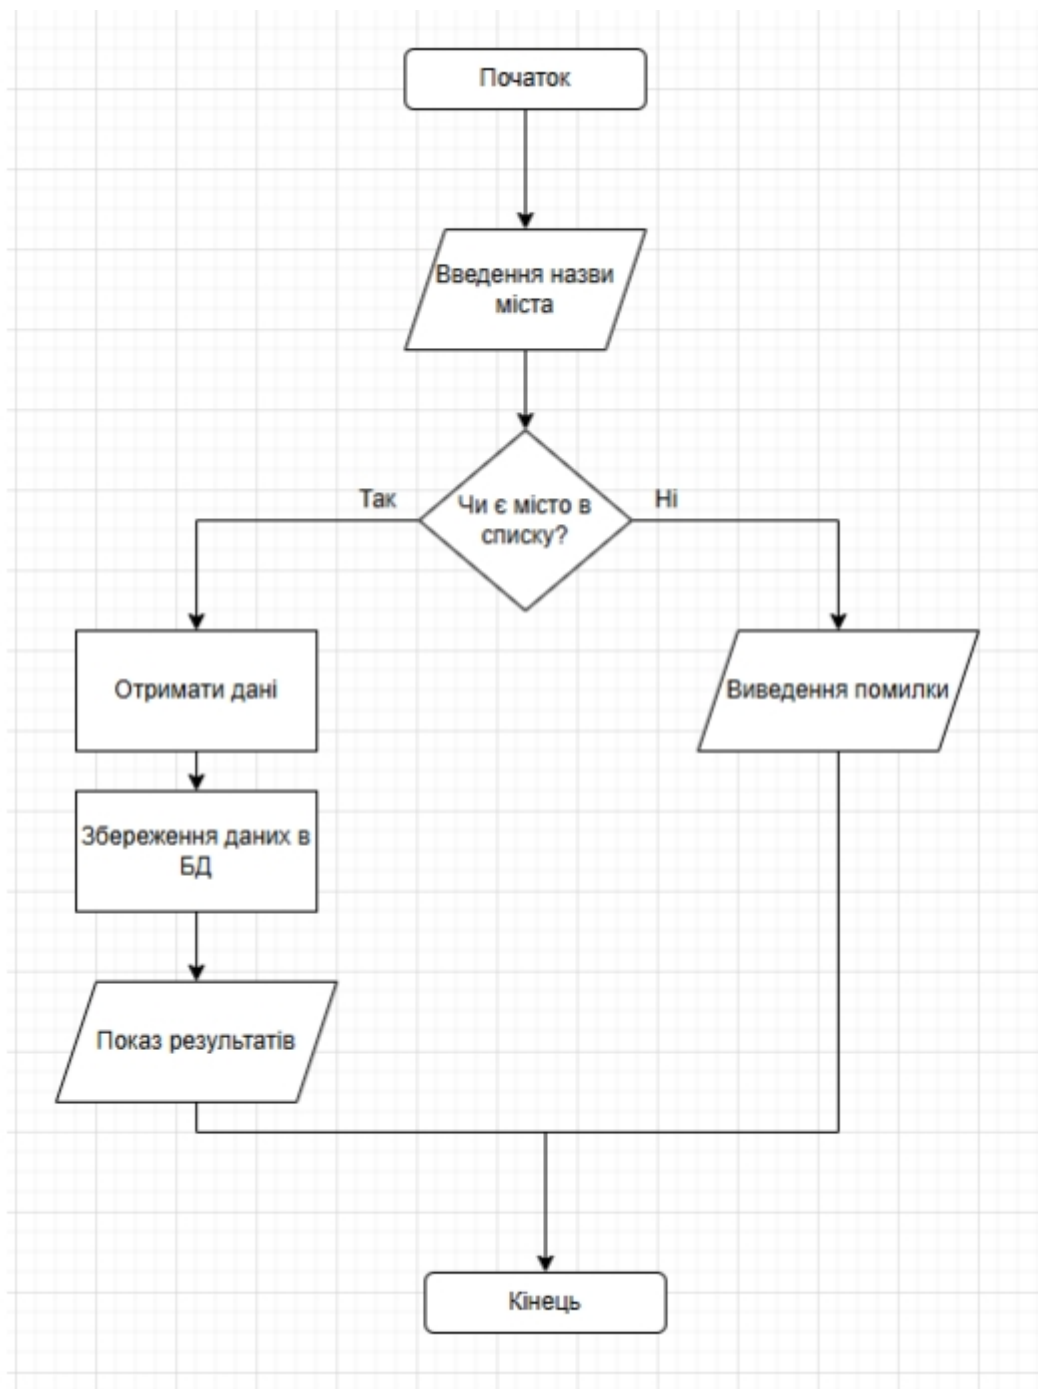 Початок
Введення назви
міста
Так
Чи є місто в
списку?
Ні
Отримати дані
Виведення помилки
Збереження даних в
БД
Показ результатів
Кінець